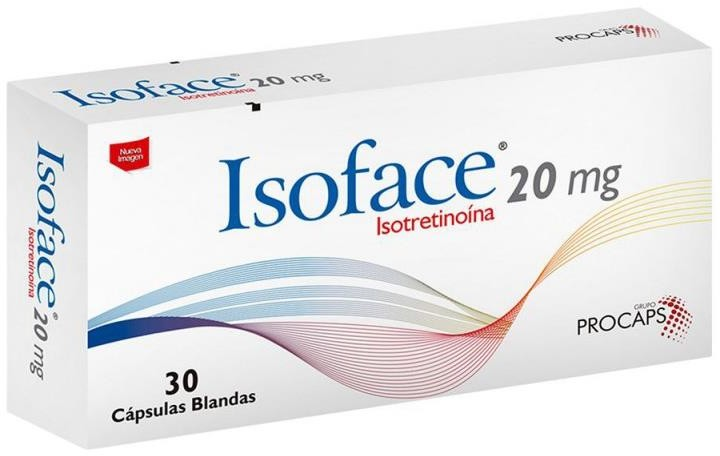 Isoface® 20 mg
Isotretinoína
GRUPO
PROCAPS
Nueva
Imagen
Isoface® 20 mg
Isotretinoína
GRUPO
PROCAPS
30
Cápsulas Blandas
Isoface® 20 mg
Isotretinoína